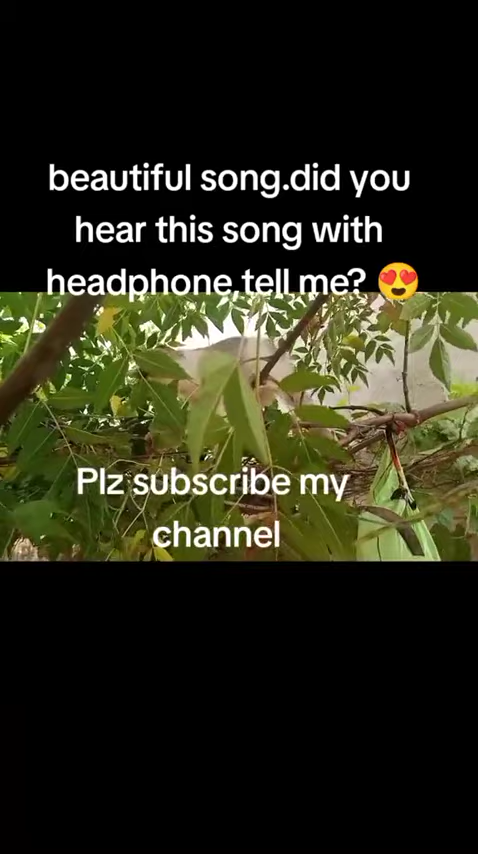 beautiful song.did you
hear this song with
headphone.tell me? 😍
Plz subscribe my
channel